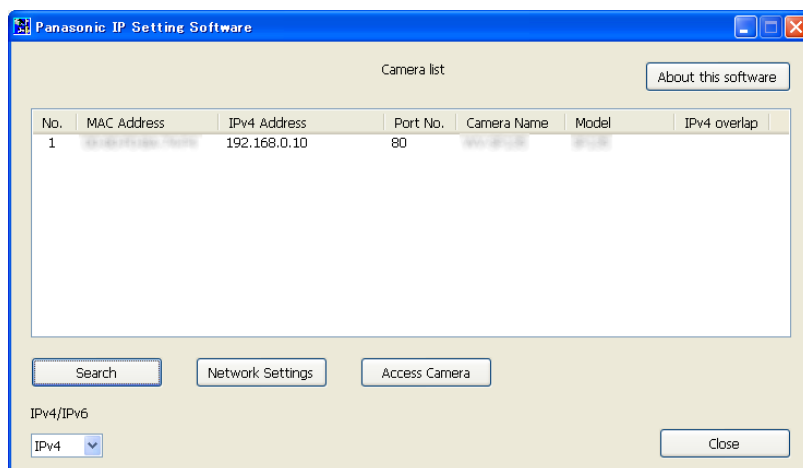 Panasonic IP Setting Software
Camera list
About this software
No. MAC Address IPv4 Address Port No. Camera Name Model IPv4 overlap
1 192.168.0.10 80
Search Network Settings Access Camera
IPv4/IPv6
IPv4
Close